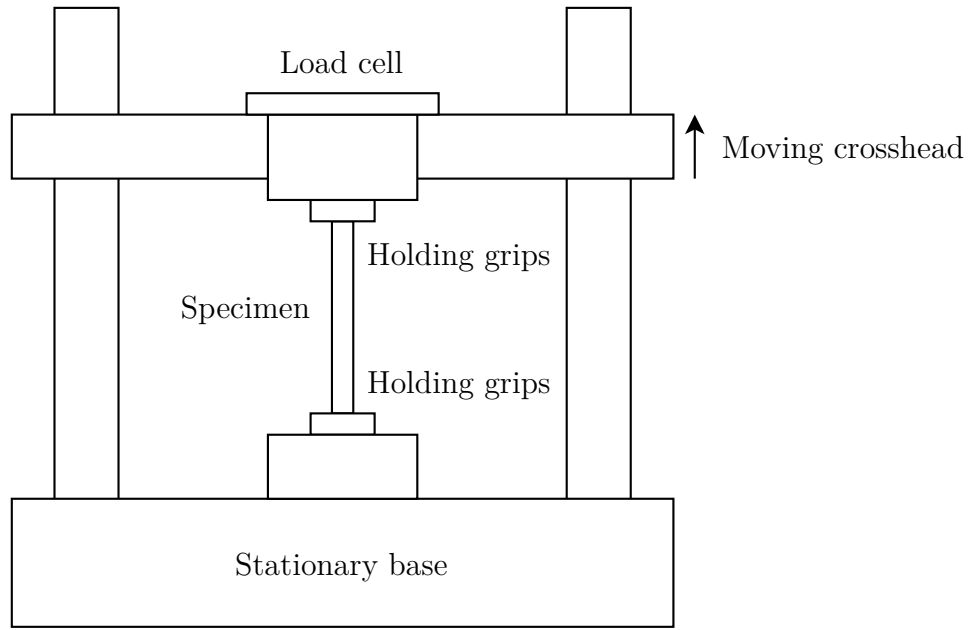 Load cell
Moving crosshead
Holding grips
Specimen
Holding grips
Stationary base